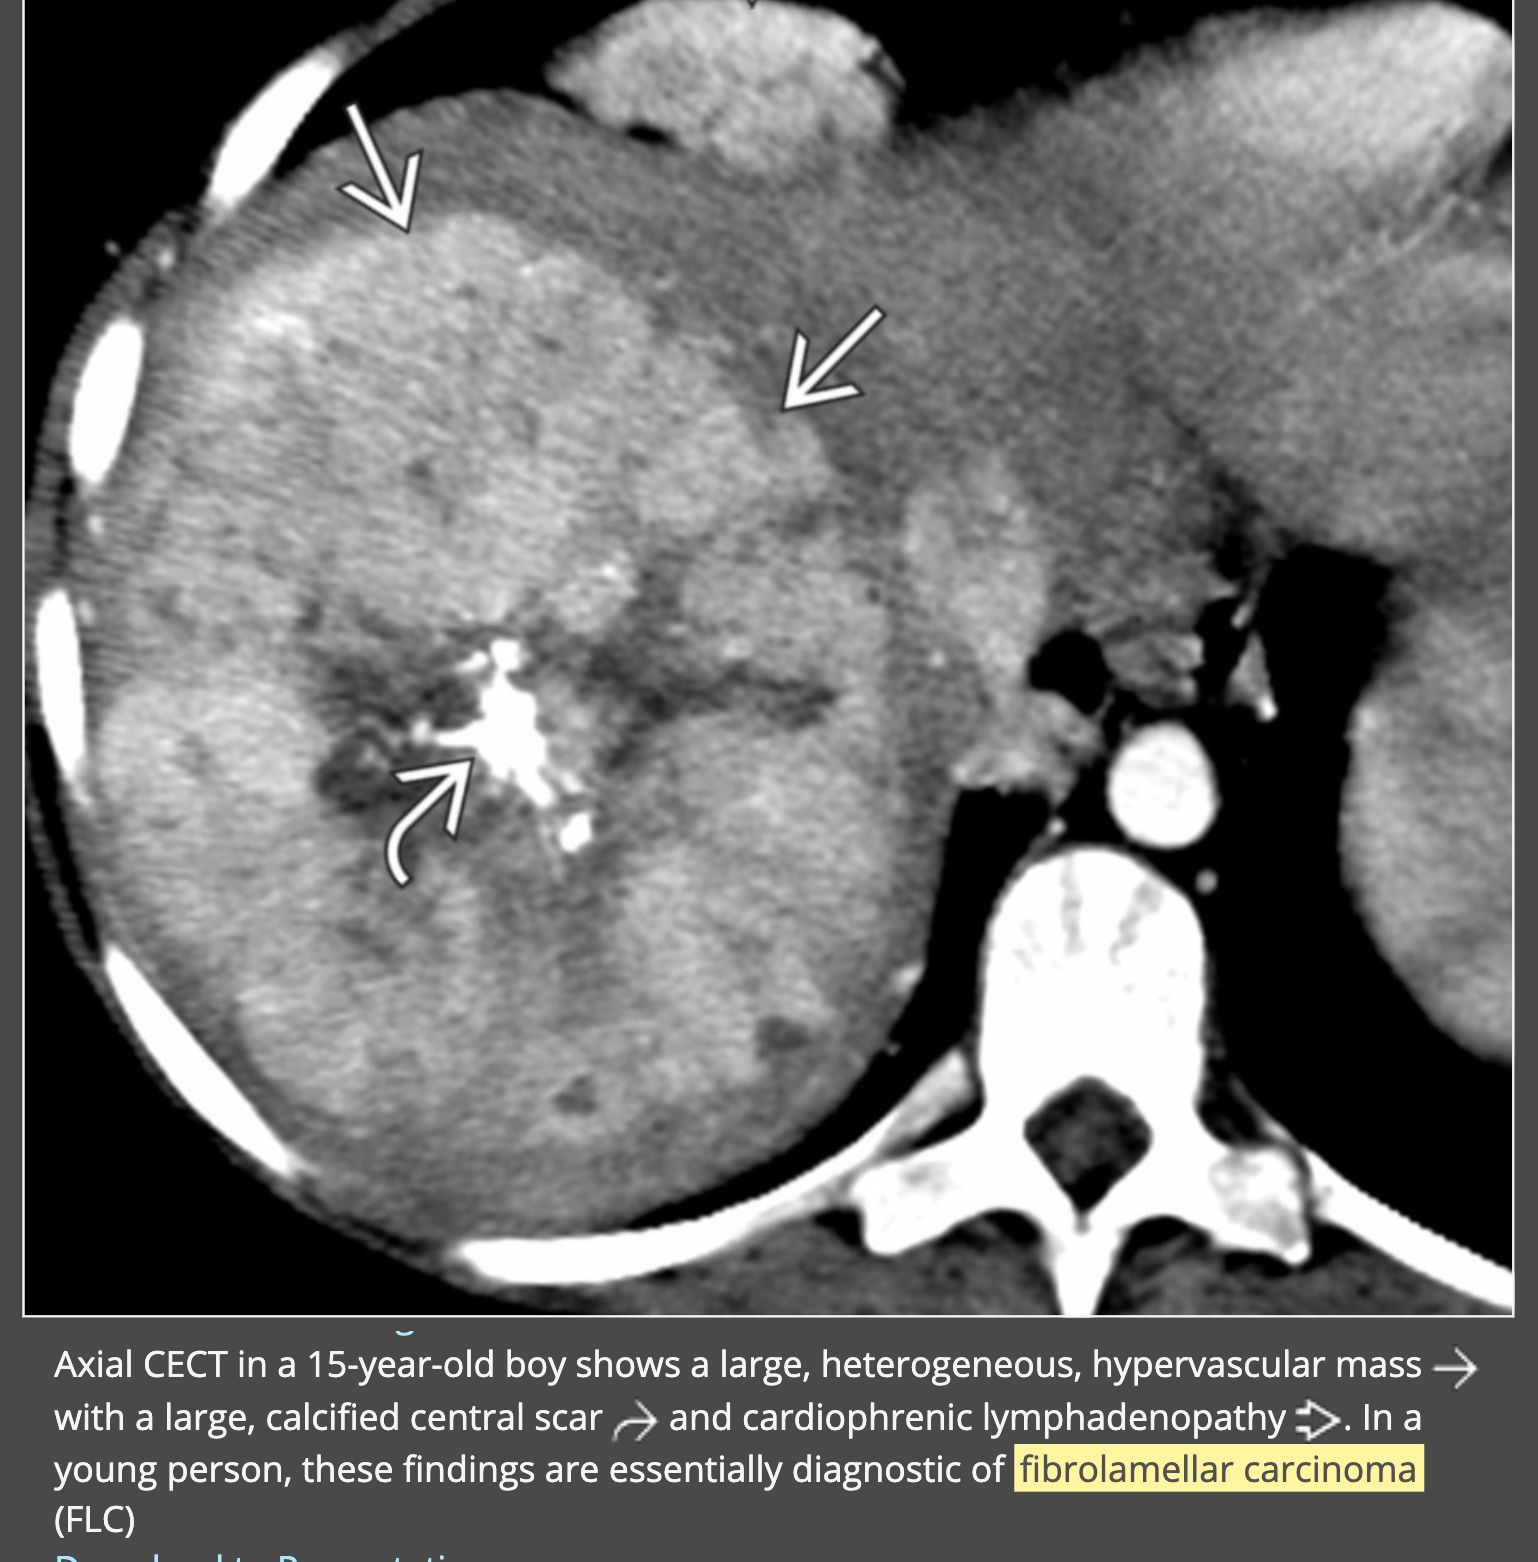 Axial CECT in a 15-year-old boy shows a large, heterogeneous, hypervascular mass
with a large, calcified central scar and cardiophrenic lymphadenopathy . In a
young person, these findings are essentially diagnostic of fibrolamellar carcinoma
(FLC)